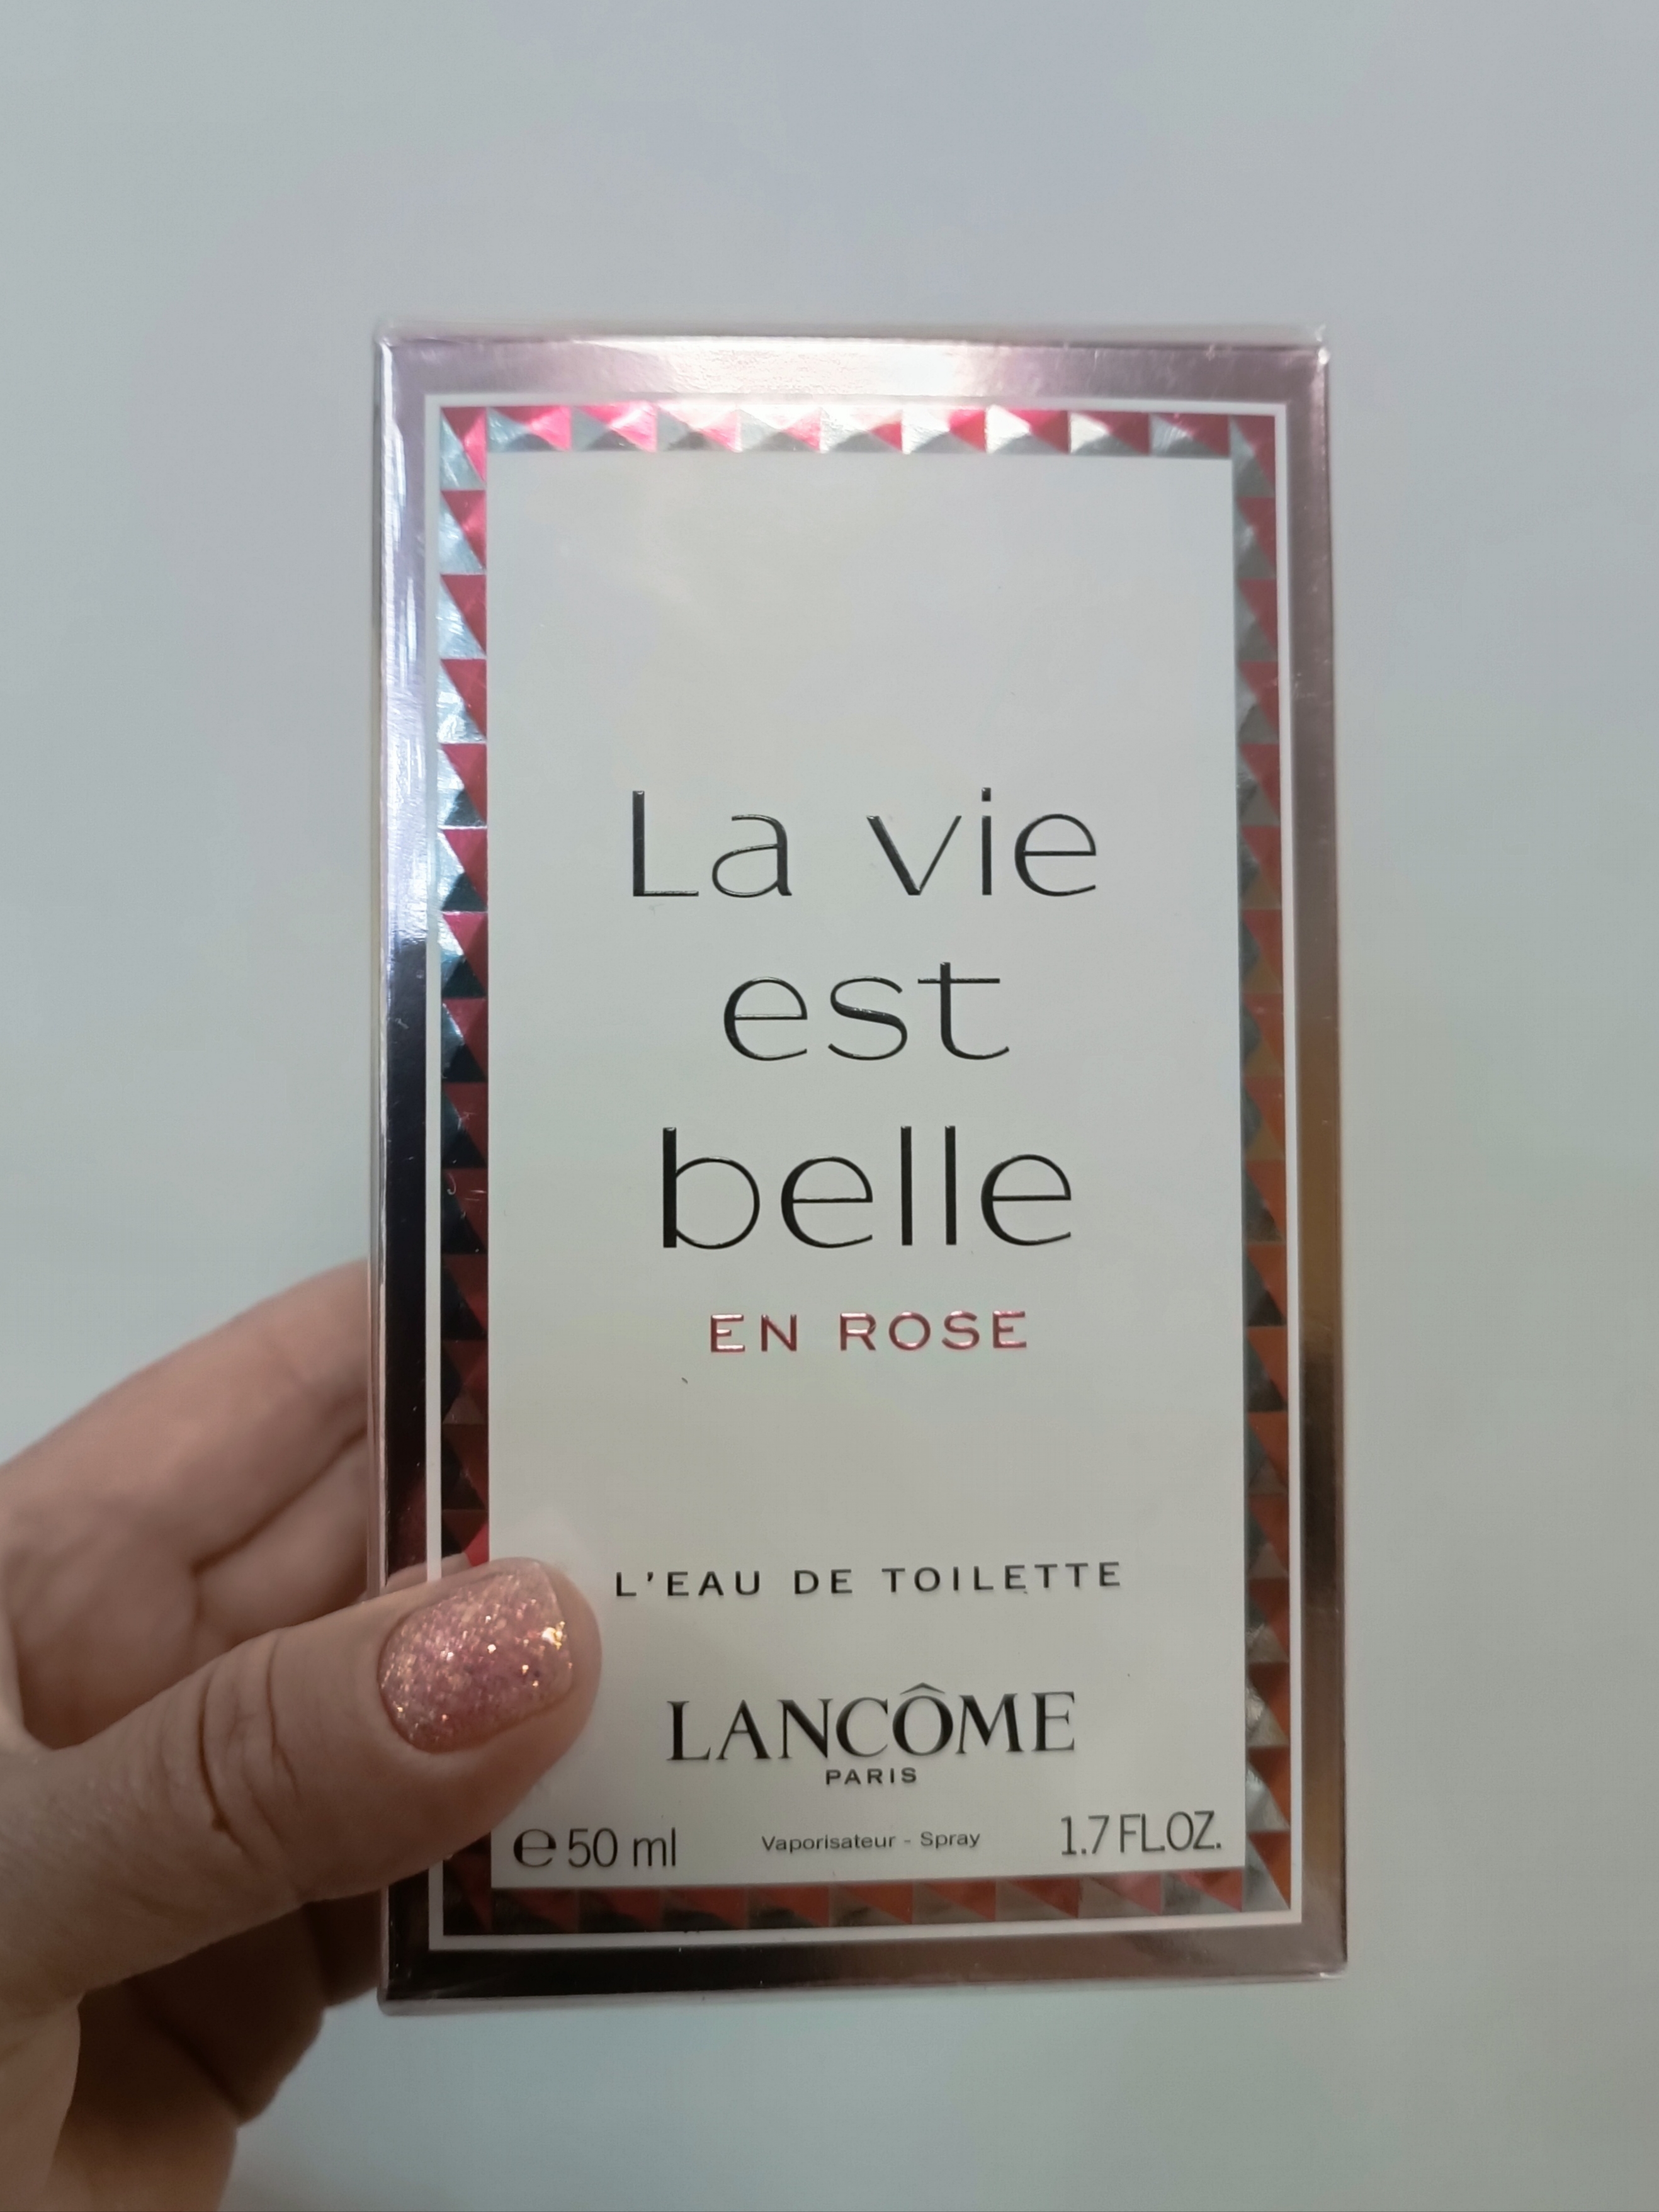 La vie
est
belle
EN ROSE
L'EAU DE TOILETTE
LANCÔME
PARIS
℮ 50 ml Vaporisateur - Spray 1.7 FL.OZ.